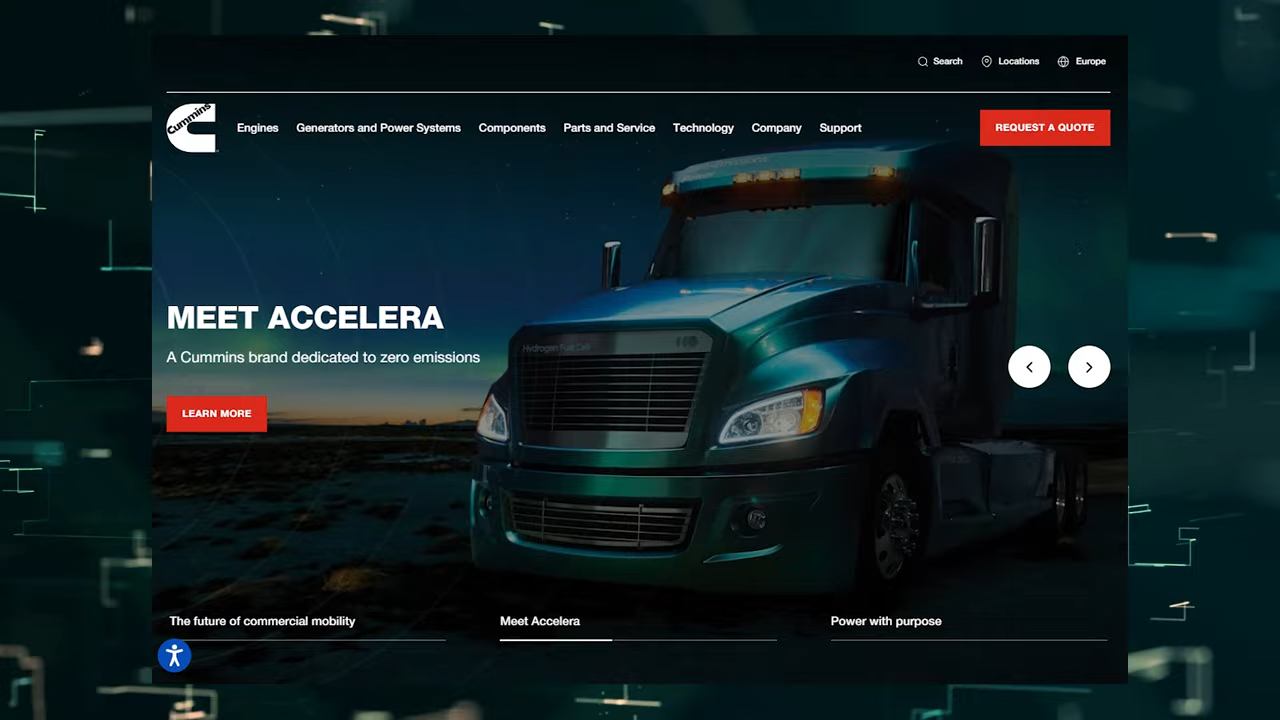 Search
Locations
Europe
Cummins
Engines
Generators and Power Systems
Components
Parts and Service
Technology
Company
Support
REQUEST A QUOTE
MEET ACCELERA
A Cummins brand dedicated to zero emissions
Hydrogen Fuel Cell
LEARN MORE
The future of commercial mobility
Meet Accelera
Power with purpose